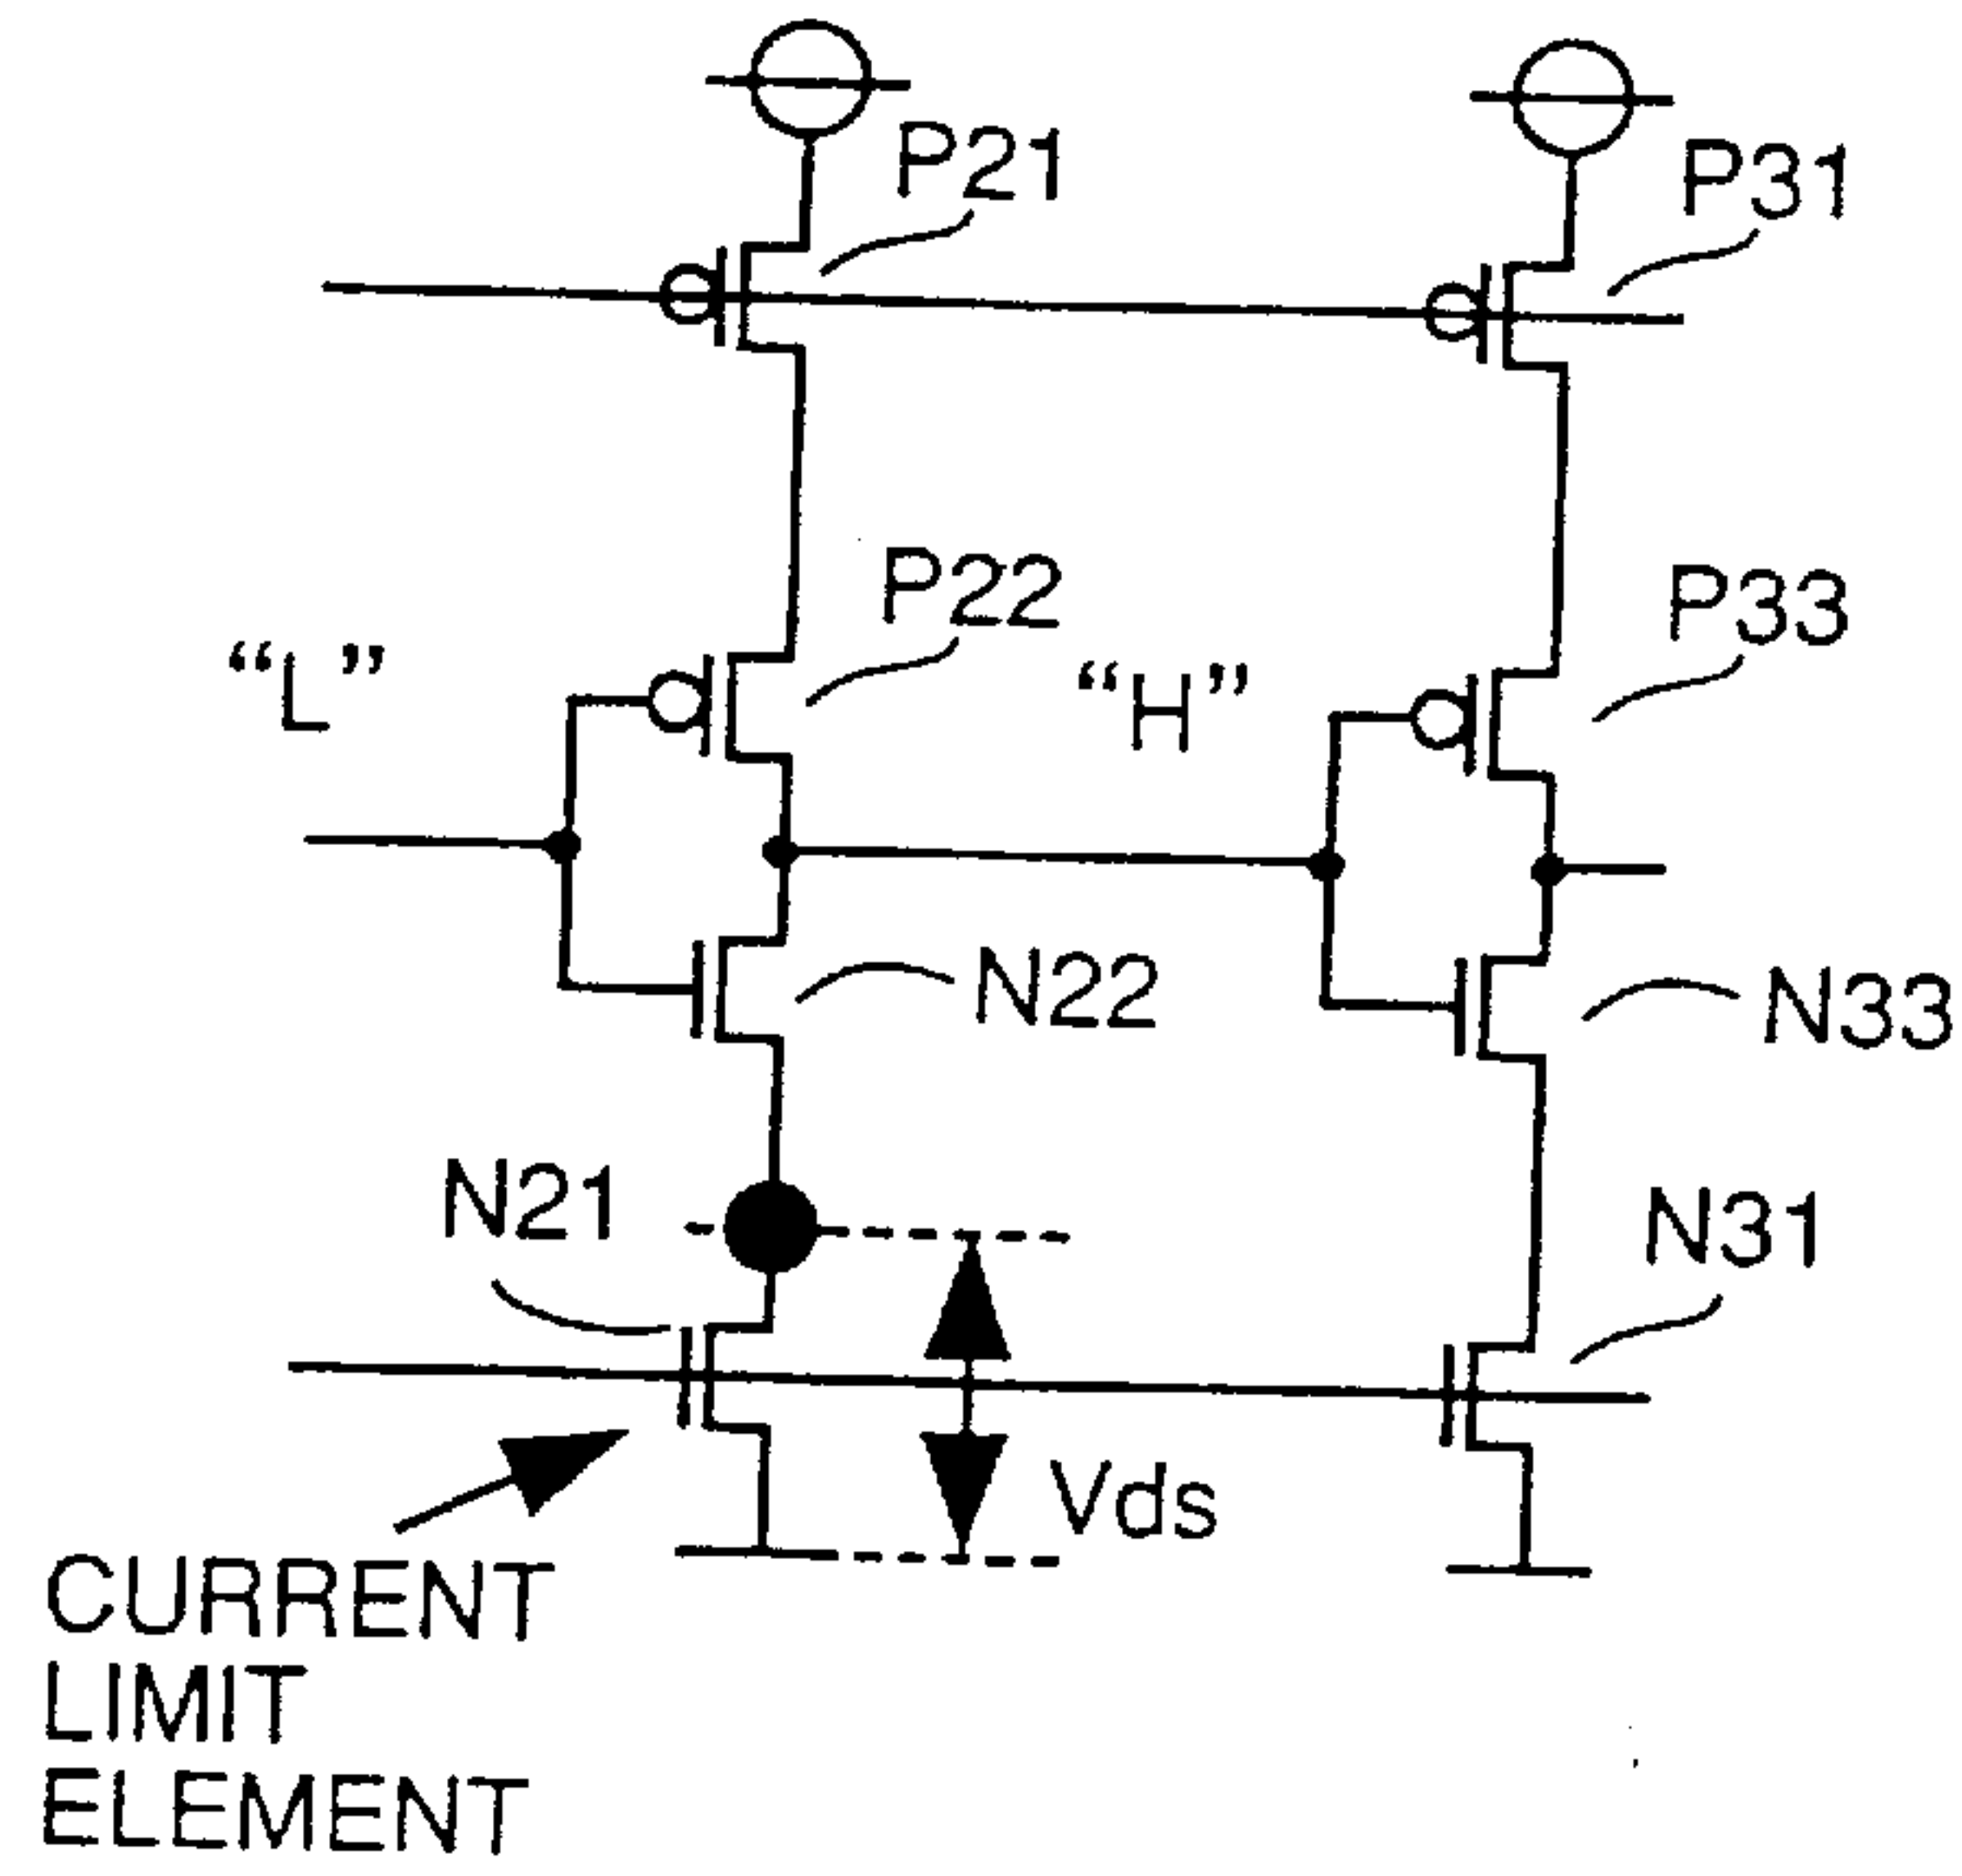 P21
P31
P22
P33
“L”
“H”
N22
N33
N21
N31
Vds
CURRENT
LIMIT
ELEMENT